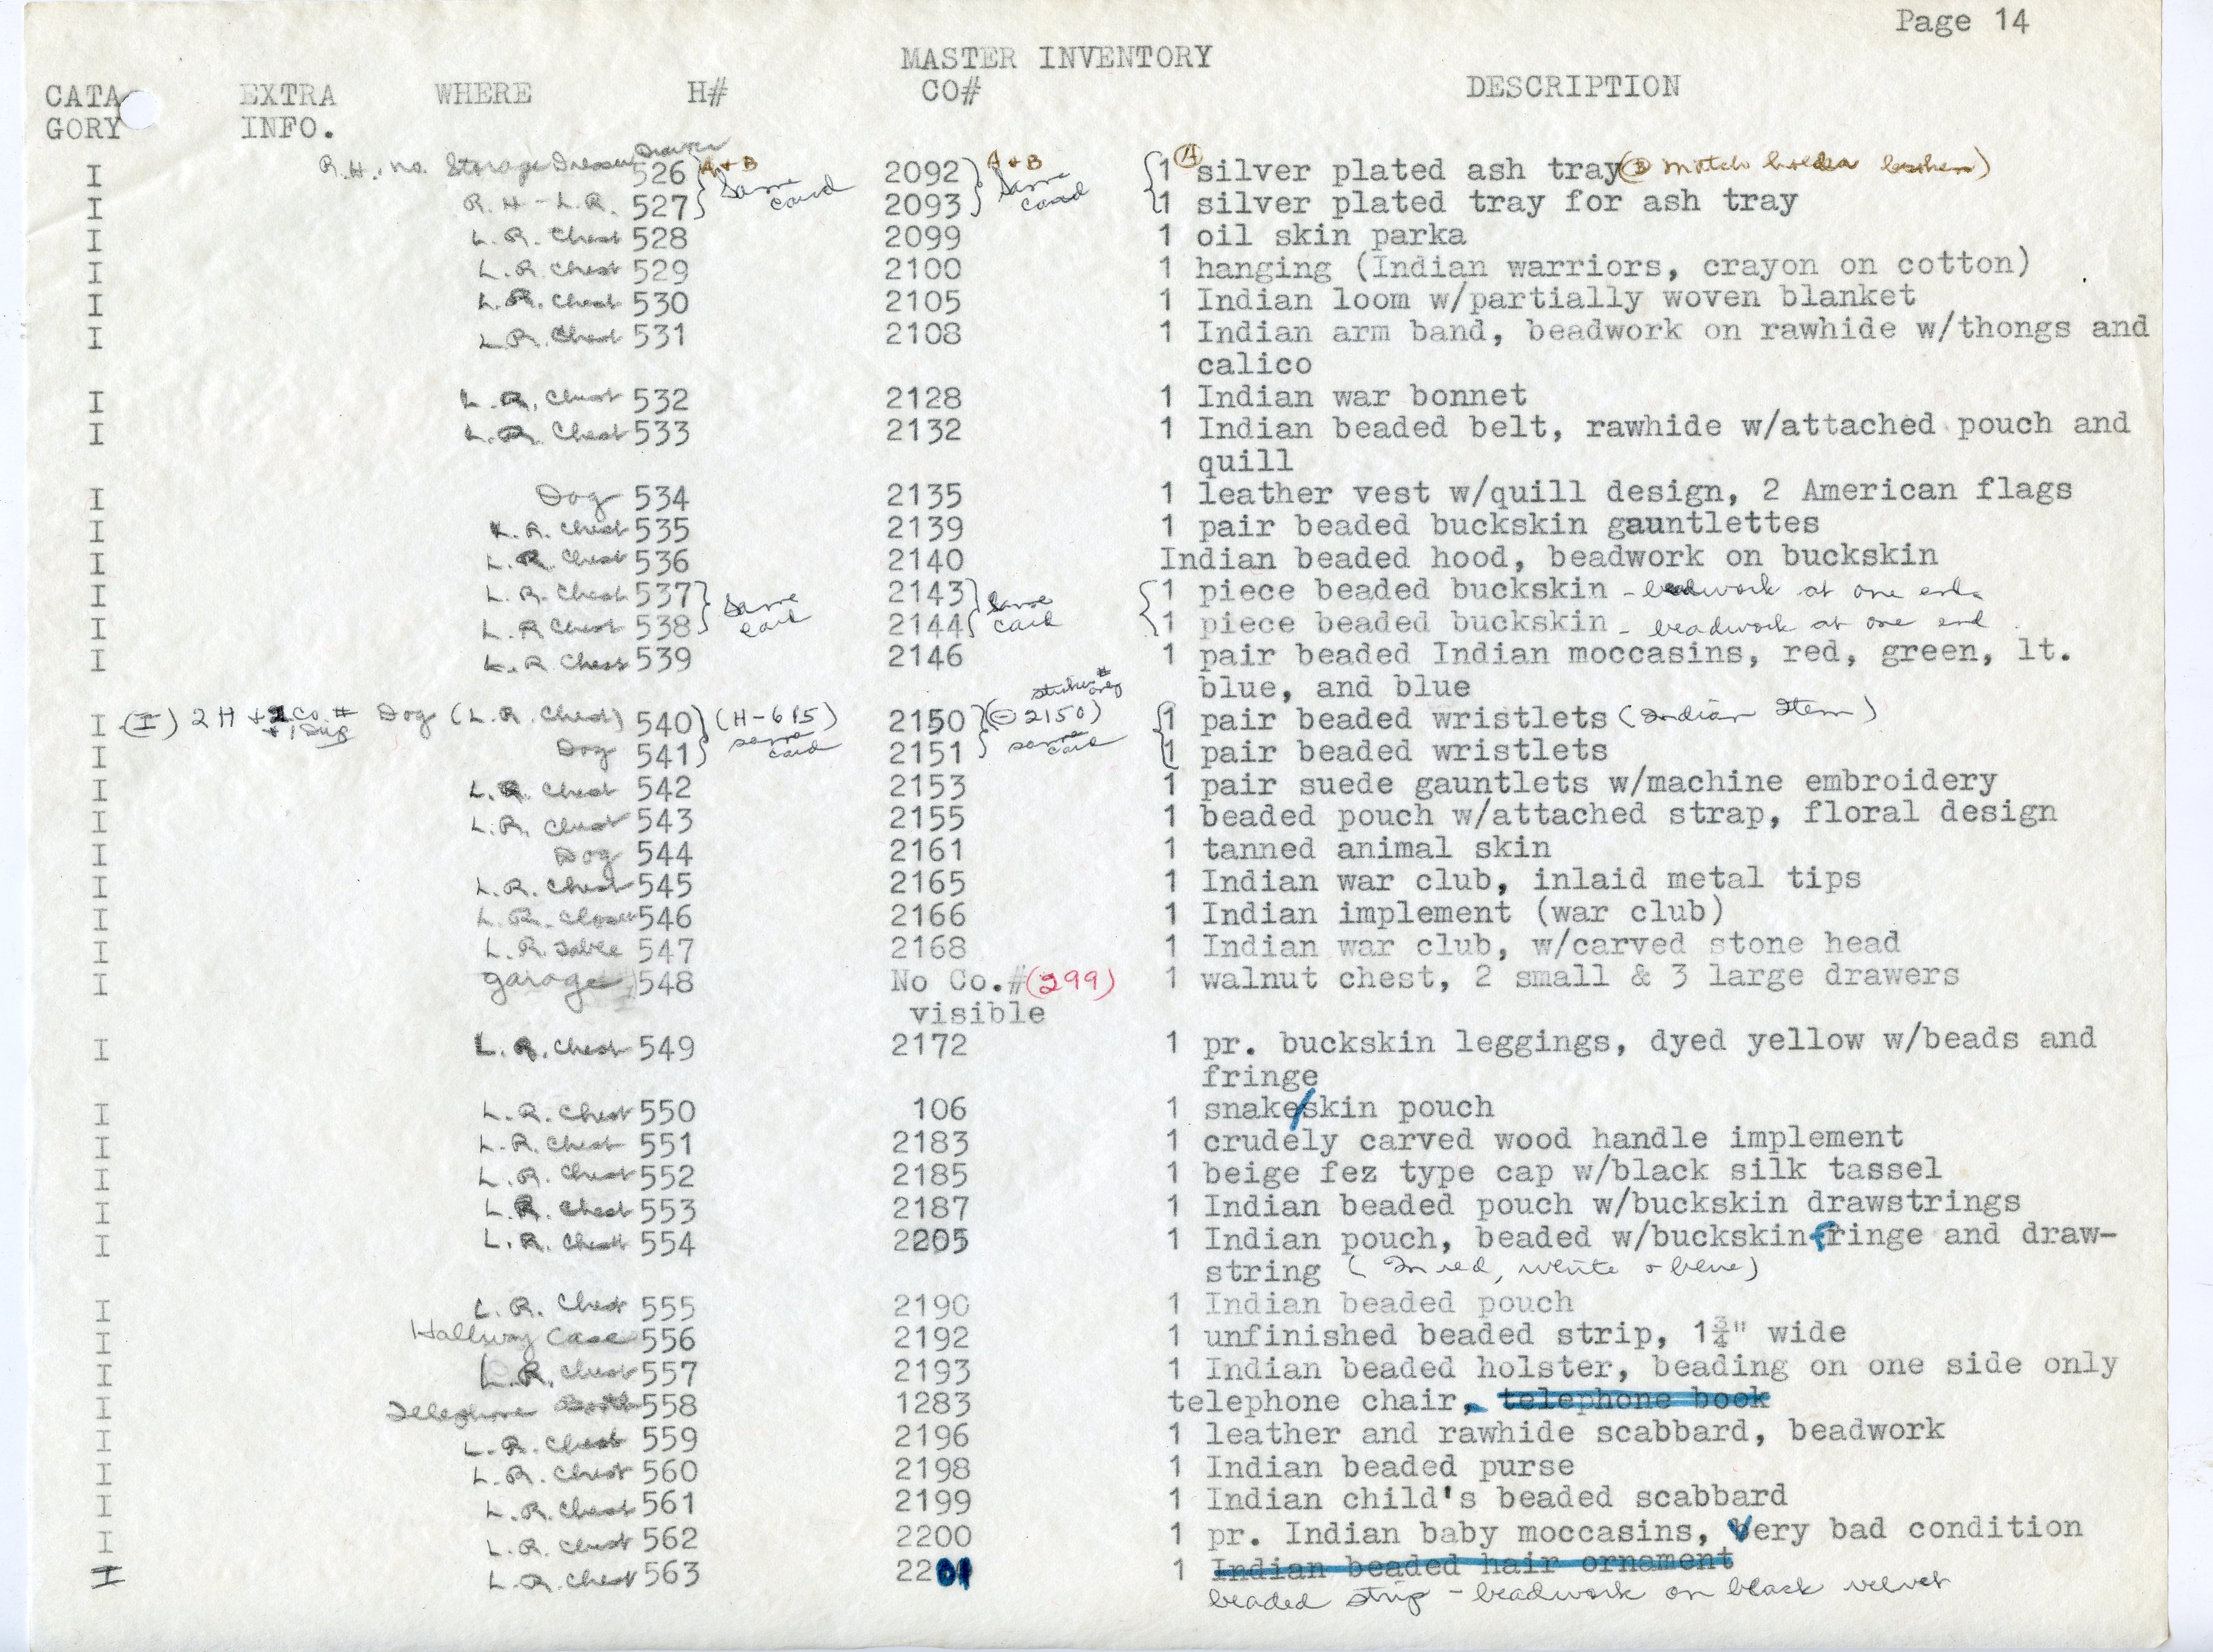 Page 14
MASTER INVENTORY
CATA EXTRA WHERE H# CO# DESCRIPTION
GORY INFO.
Drawer
I R.H. no. Storage Dresser 526 A + B 2092 A + B 1 Ⓐ silver plated ash tray (Ⓑ match holder)
I R.H - L.R. 527 Same card 2093 Same card 1 silver plated tray for ash tray
I L.R. Chest 528 2099 1 oil skin parka
I L.R. Chest 529 2100 1 hanging (Indian warriors, crayon on cotton)
I L.R. Chest 530 2105 1 Indian loom w/partially woven blanket
I L.R. Chest 531 2108 1 Indian arm band, beadwork on rawhide w/thongs and
calico
I L.R. Chest 532 2128 1 Indian war bonnet
I L.R. Chest 533 2132 1 Indian beaded belt, rawhide w/attached pouch and
quill
I Dog 534 2135 1 leather vest w/quill design, 2 American flags
I L.R. Chest 535 2139 1 pair beaded buckskin gauntlettes
I L.R Chest 536 2140 Indian beaded hood, beadwork on buckskin
I L.R. Chest 537 Same card 2143 Same card 1 piece beaded buckskin - beadwork at one end.
I L.R Chest 538 2144 1 piece beaded buckskin - beadwork at one end
I L.R Chest 539 2146 1 pair beaded Indian moccasins, red, green, lt.
blue, and blue
I (I) 2 H + 2 Co. # + 1 Sup Dog (L.R. Chest) 540 (H-615) 2150 (2150) 1 pair beaded wristlets (Indian Item)
I Dog 541 same card 2151 same card 1 pair beaded wristlets
I L.R. Chest 542 2153 1 pair suede gauntlets w/machine embroidery
I L.R. Chest 543 2155 1 beaded pouch w/attached strap, floral design
I Dog 544 2161 1 tanned animal skin
I L.R. Chest 545 2165 1 Indian war club, inlaid metal tips
I L.R. Closet 546 2166 1 Indian implement (war club)
I L.R. Table 547 2168 1 Indian war club, w/carved stone head
I garage 548 No Co.# (299) 1 walnut chest, 2 small & 3 large drawers
visible
I L.R. Chest 549 2172 1 pr. buckskin leggings, dyed yellow w/beads and
fringe
I L.R. Chest 550 106 1 snake/skin pouch
I L.R. Chest 551 2183 1 crudely carved wood handle implement
I L.R. Chest 552 2185 1 beige fez type cap w/black silk tassel
I L.R. Chest 553 2187 1 Indian beaded pouch w/buckskin drawstrings
I L.R. Chest 554 2205 1 Indian pouch, beaded w/buckskin fringe and draw-
string (In red, white & blue)
I L.R. Chest 555 2190 1 Indian beaded pouch
I Hallway Case 556 2192 1 unfinished beaded strip, 1¾" wide
I L.R. Chest 557 2193 1 Indian beaded holster, beading on one side only
I Telephone Booth 558 1283 telephone chair, telephone book
I L.R. Chest 559 2196 1 leather and rawhide scabbard, beadwork
I L.R. Chest 560 2198 1 Indian beaded purse
I L.R. Chest 561 2199 1 Indian child's beaded scabbard
I L.R. Chest 562 2200 1 pr. Indian baby moccasins, Very bad condition
I L.R. Chest 563 2201 1 Indian beaded hair ornament
beaded strip - beadwork on black velvet